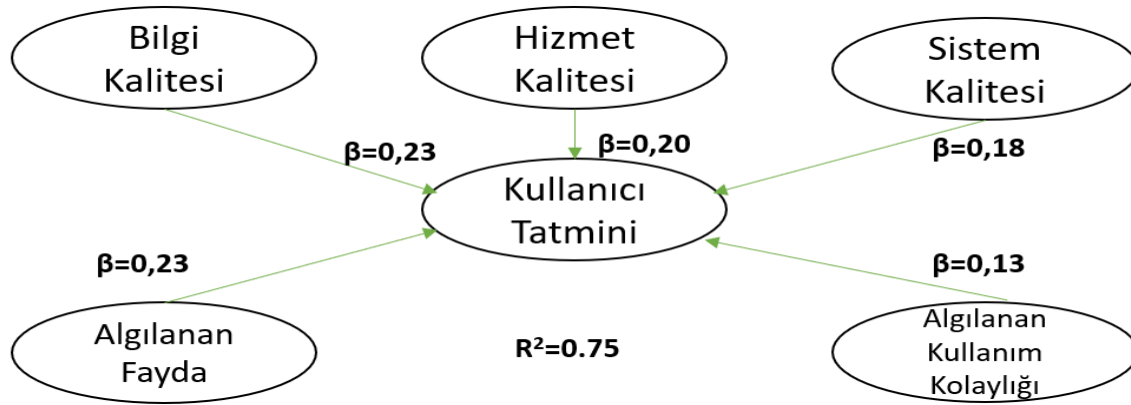 Bilgi
Kalitesi
Hizmet
Kalitesi
Sistem
Kalitesi
β=0,23
β=0,20
β=0,18
Kullanıcı
Tatmini
β=0,23
β=0,13
Algılanan
Fayda
R²=0.75
Algılanan
Kullanım
Kolaylığı